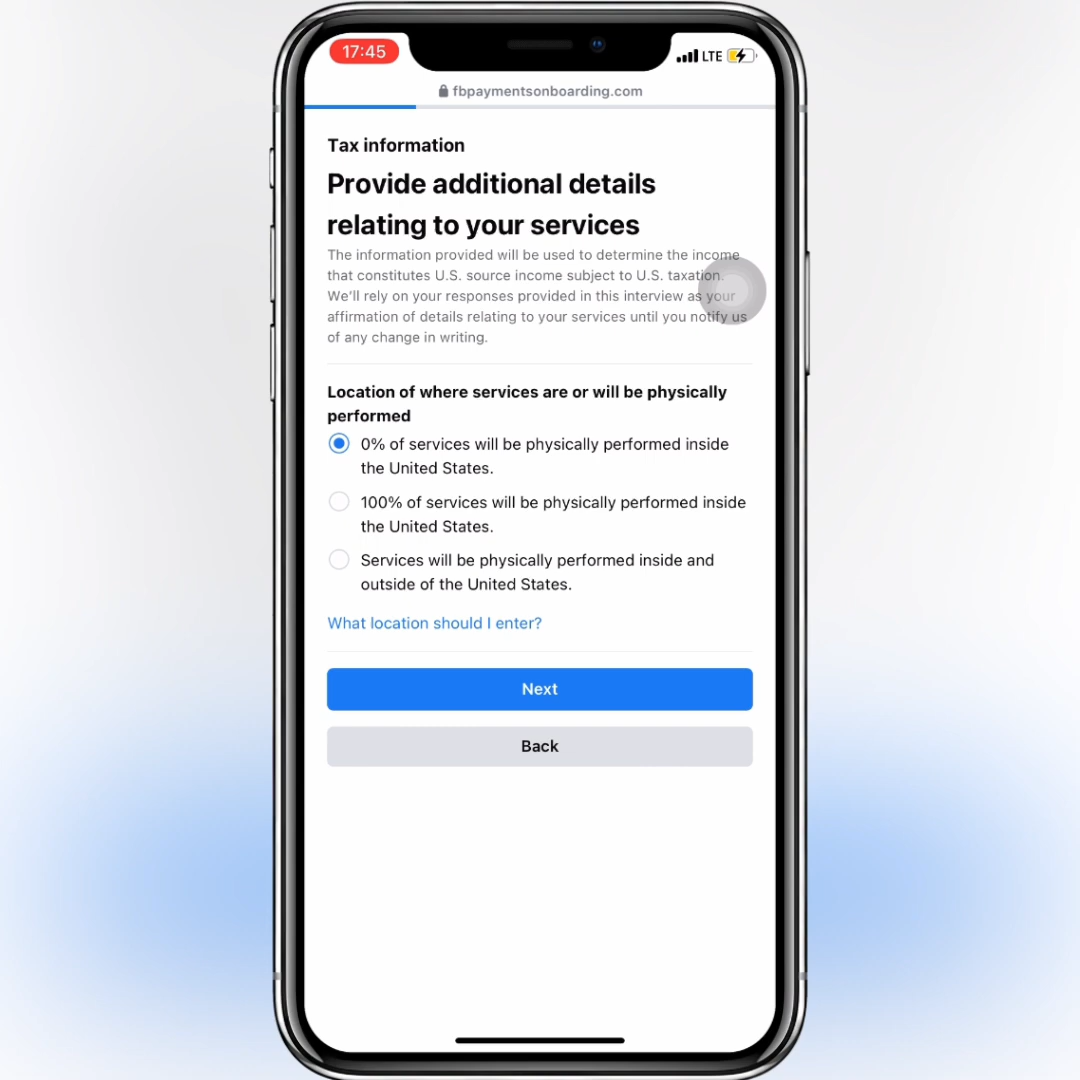 17:45
LTE
fbpaymentsonboarding.com
Tax information
Provide additional details
relating to your services
The information provided will be used to determine the income
that constitutes U.S. source income subject to U.S. taxation.
We'll rely on your responses provided in this interview as your
affirmation of details relating to your services until you notify us
of any change in writing.
Location of where services are or will be physically
performed
0% of services will be physically performed inside
the United States.
100% of services will be physically performed inside
the United States.
Services will be physically performed inside and
outside of the United States.
What location should I enter?
Next
Back